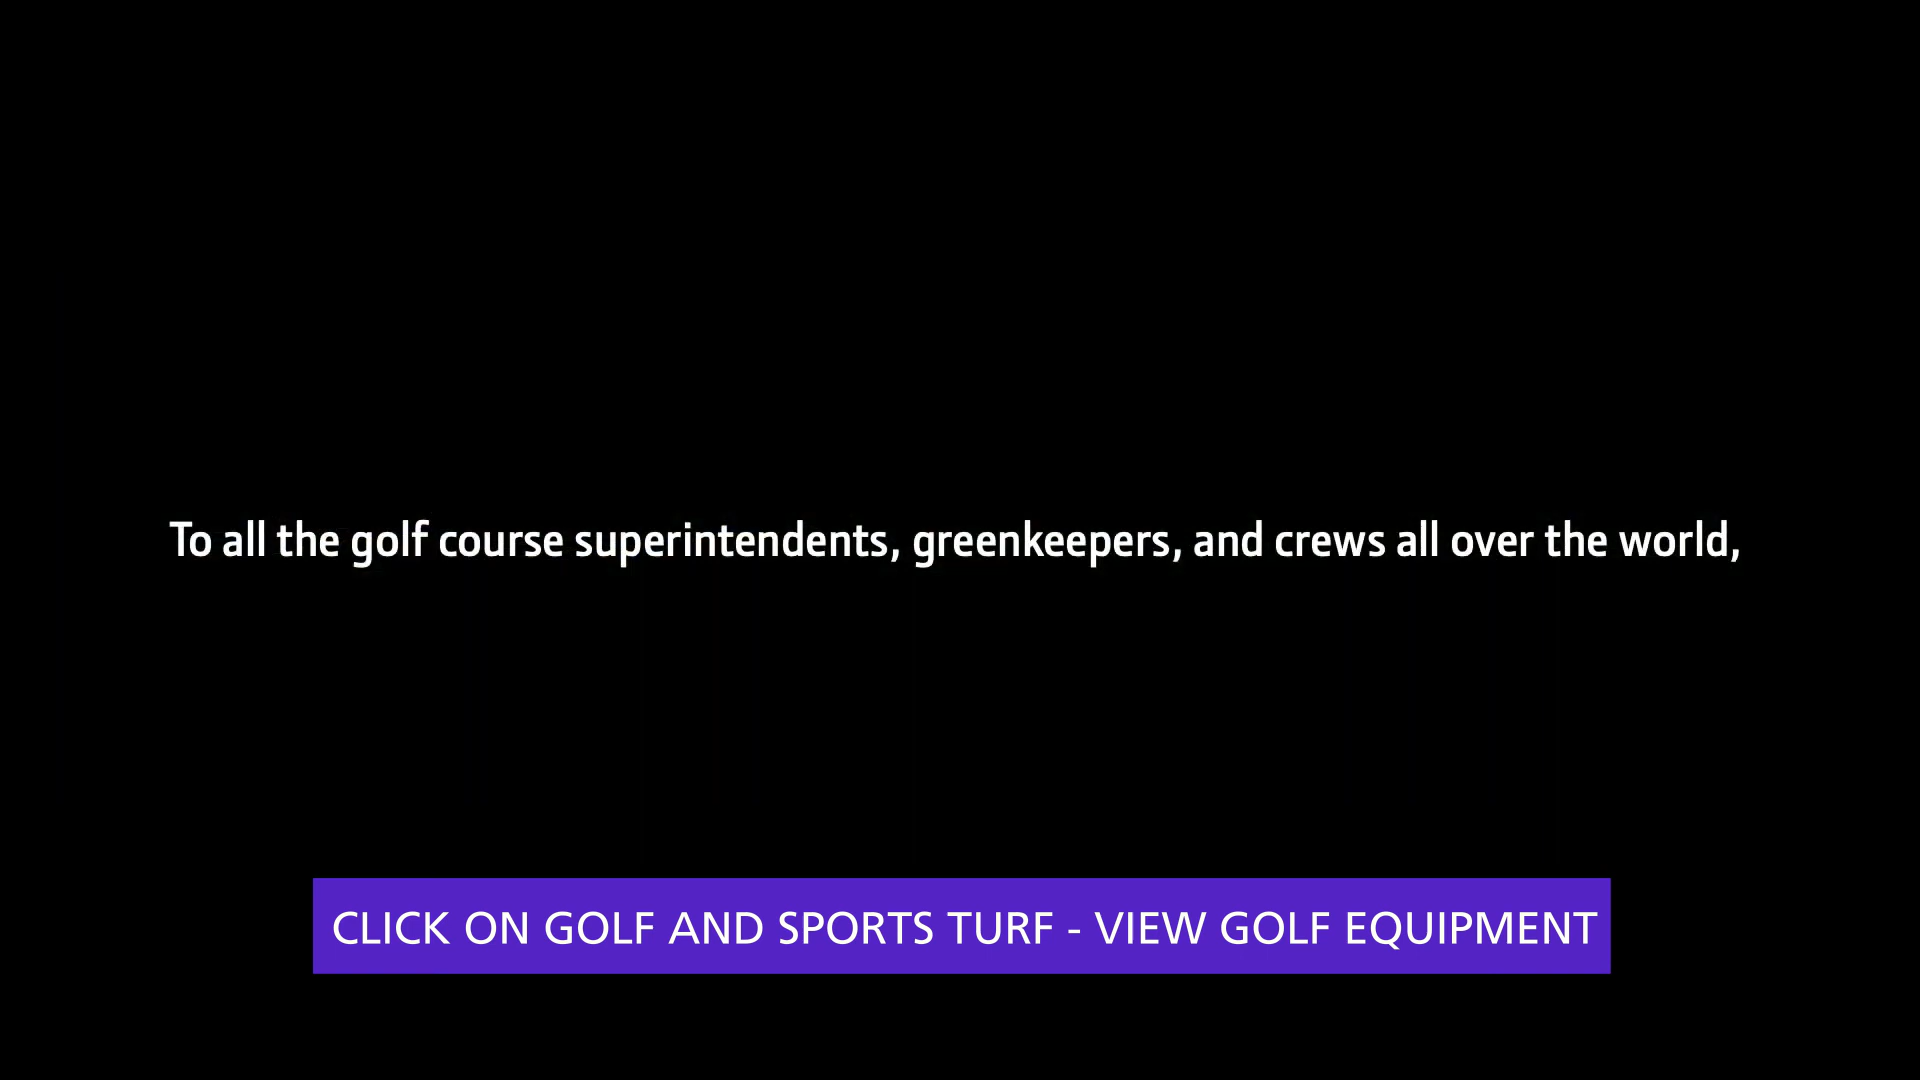 To all the golf course superintendents, greenkeepers, and crews all over the world,
CLICK ON GOLF AND SPORTS TURF - VIEW GOLF EQUIPMENT